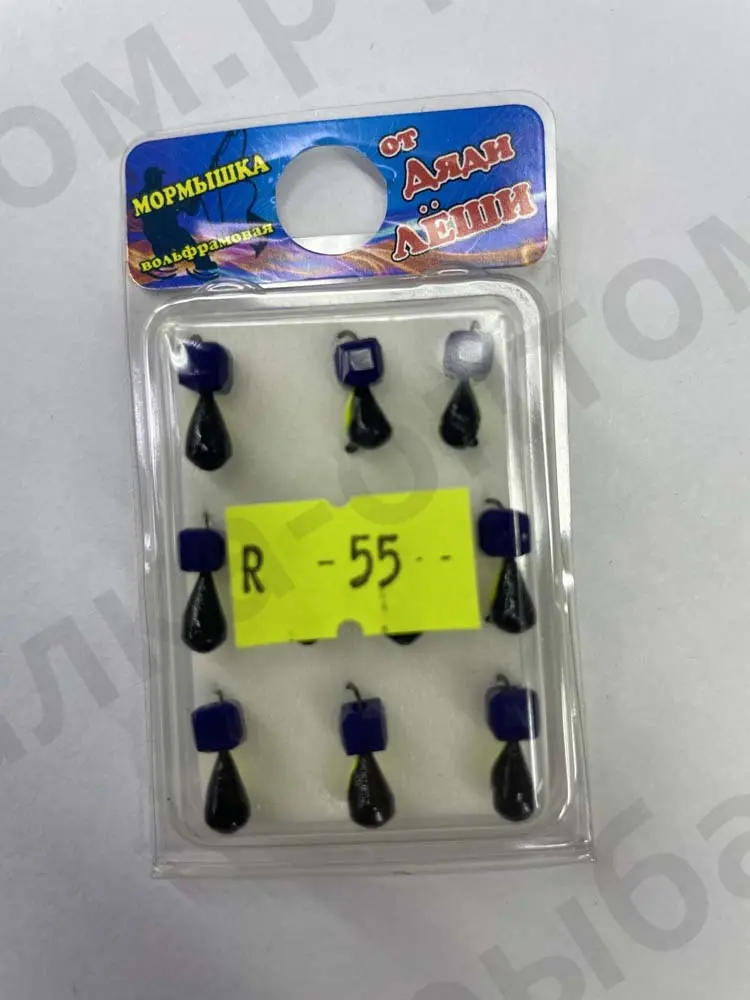 МОРМЫШКА
вольфрамовая
от
Дяди
ЛЁШИ
R - 55 - -